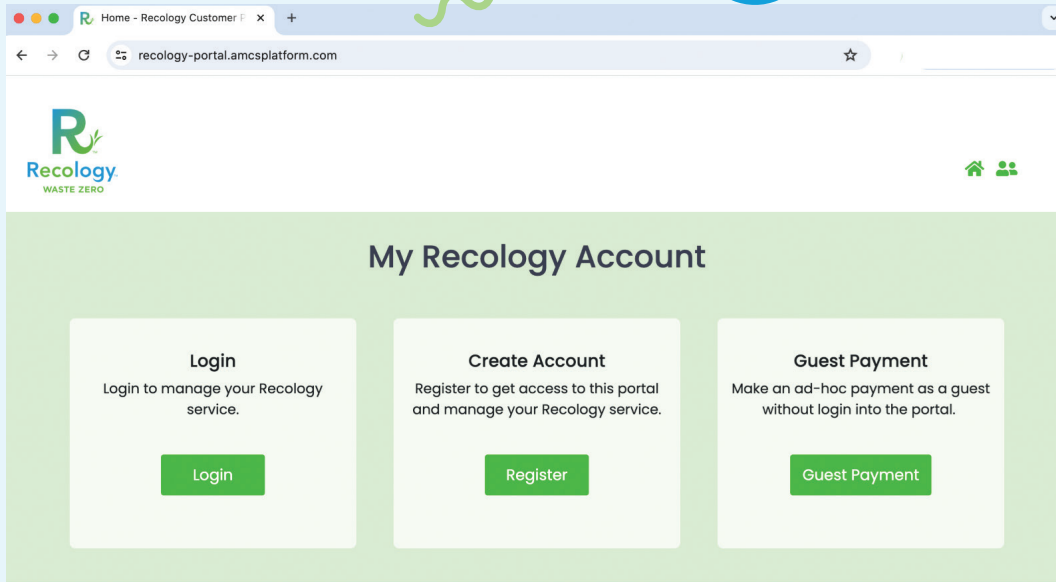 Home - Recology Customer P
recology-portal.amcsplatform.com
R
Recology
WASTE ZERO
My Recology Account
Login
Login to manage your Recology
service.
Login
Create Account
Register to get access to this portal
and manage your Recology service.
Register
Guest Payment
Make an ad-hoc payment as a guest
without login into the portal.
Guest Payment